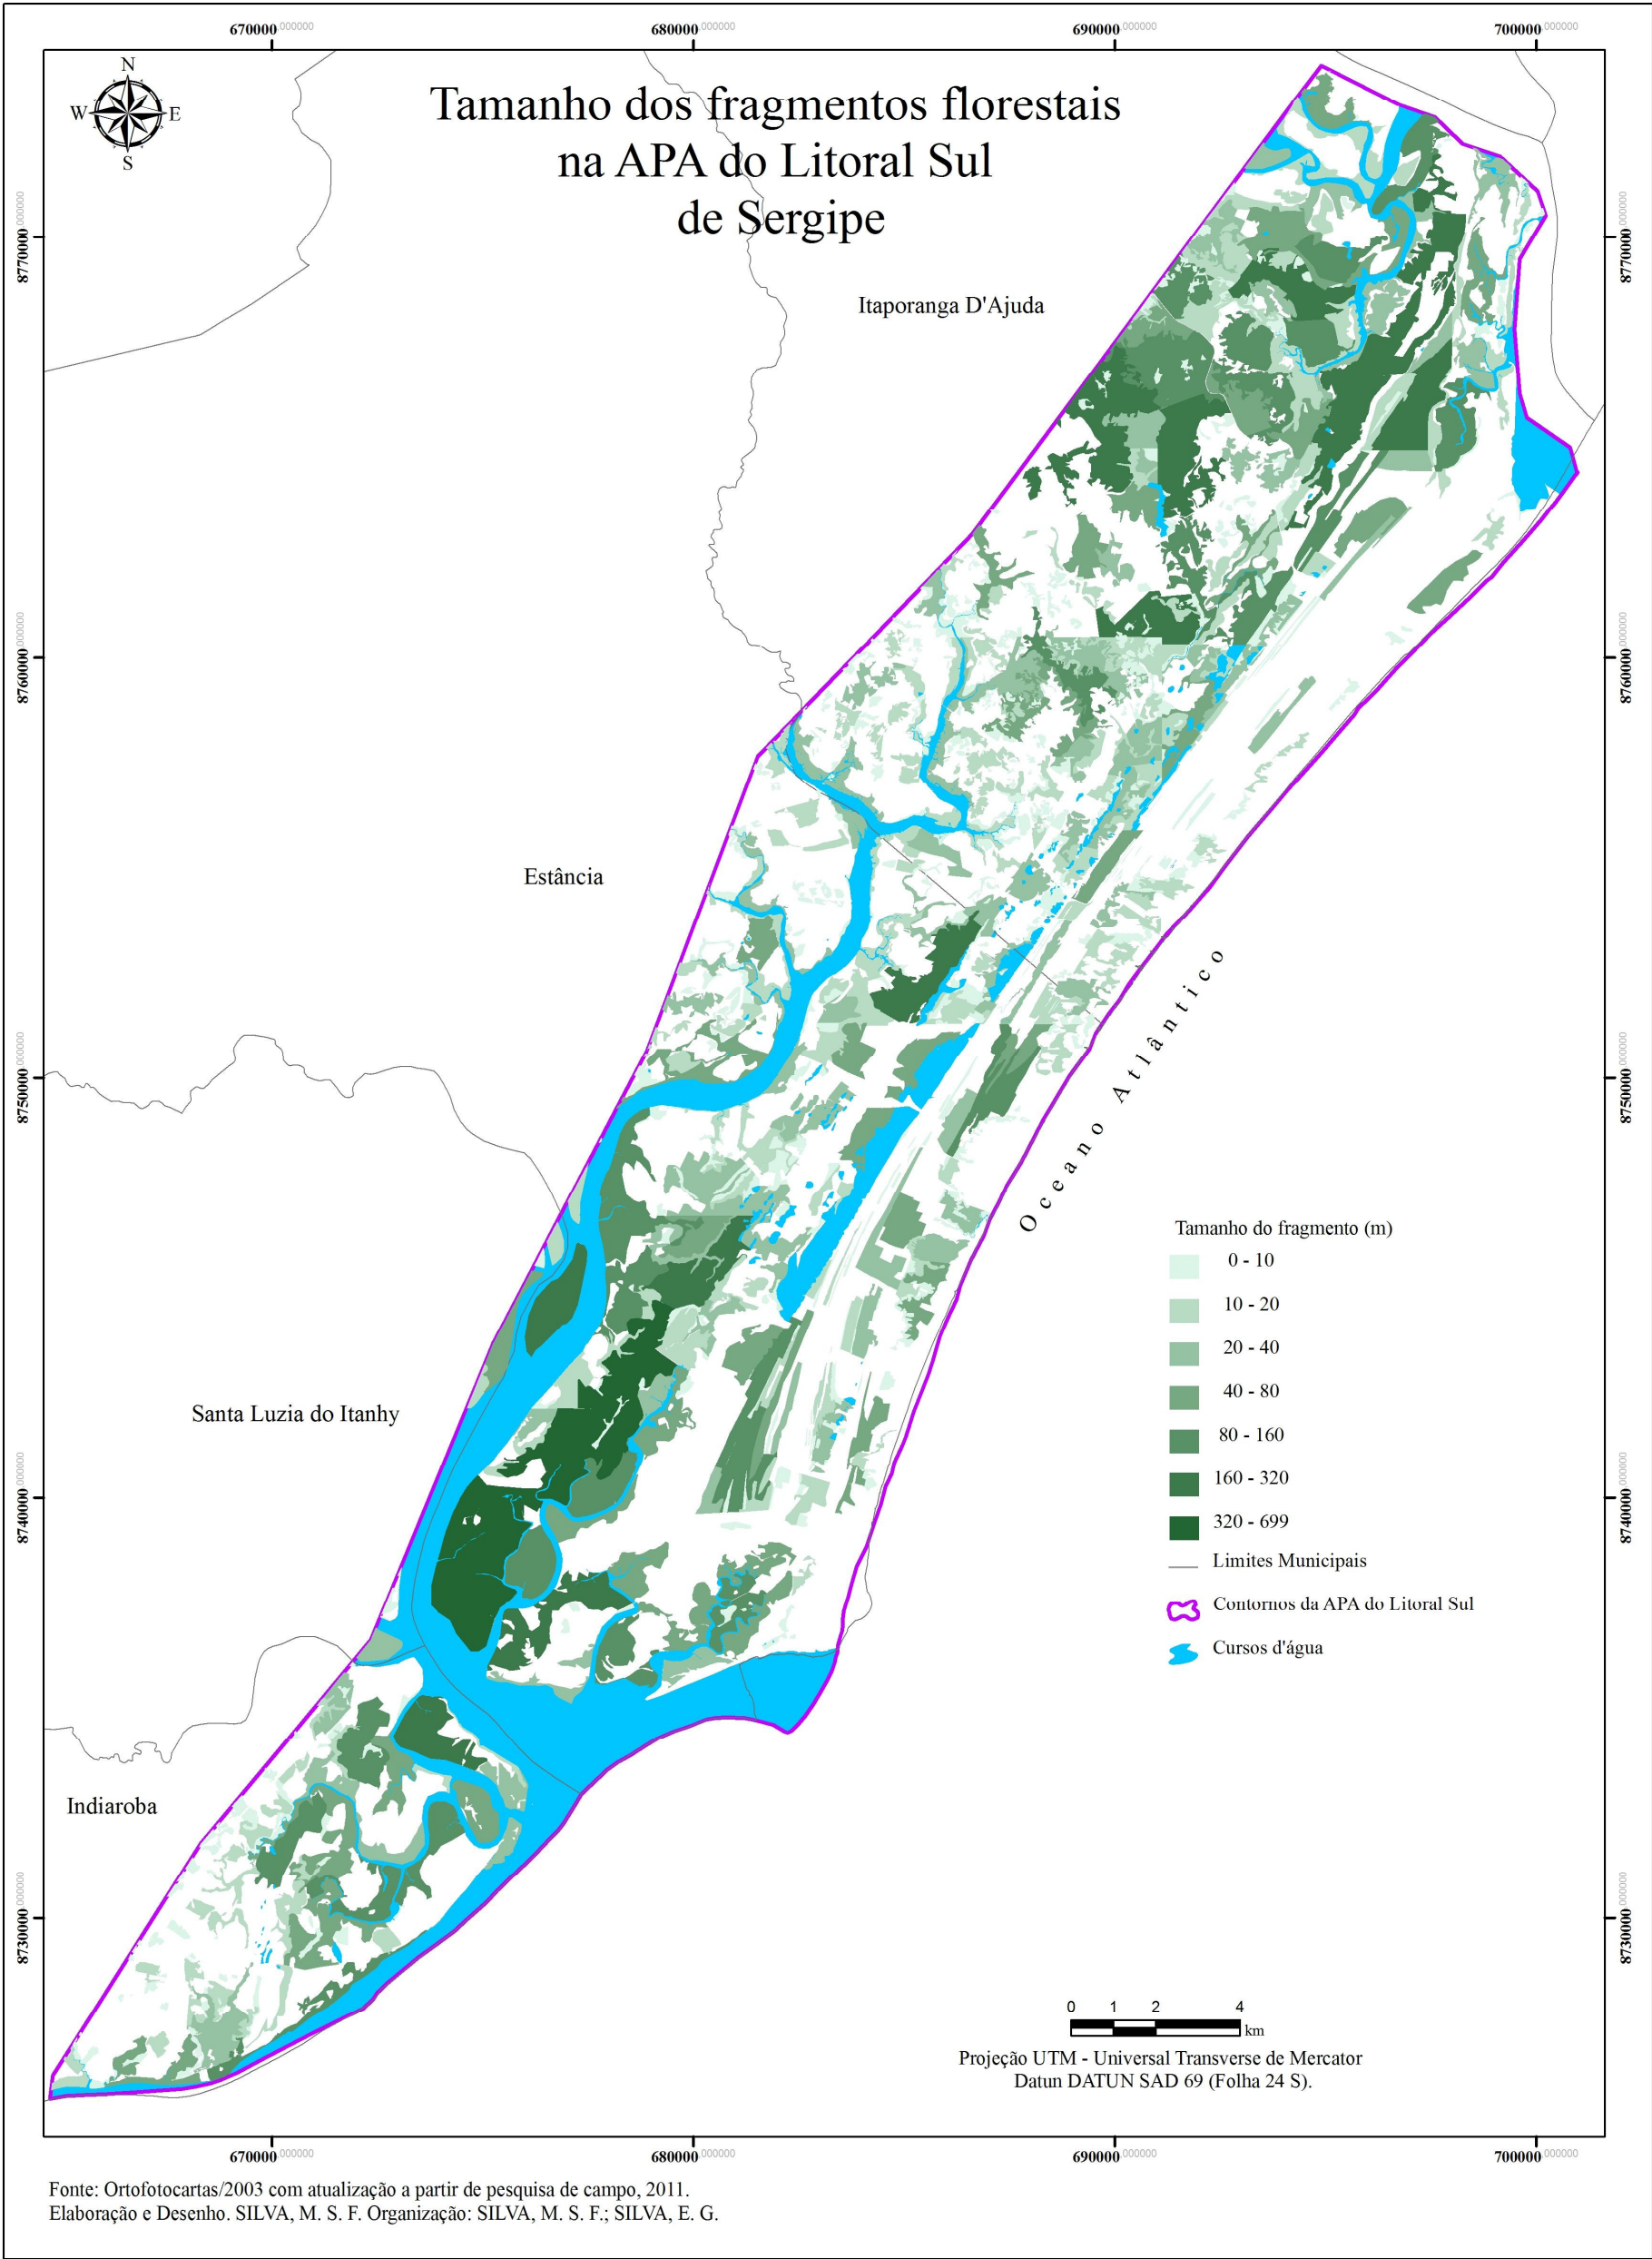 670000.000000 680000.000000 690000.000000 700000.000000
N
W E
S
Tamanho dos fragmentos florestais
na APA do Litoral Sul
de Sergipe
8770000.000000 8770000.000000
Itaporanga D'Ajuda
8760000.000000 8760000.000000
Estância
Oceano Atlântico
8750000.000000 8750000.000000
Tamanho do fragmento (m)
0 - 10
10 - 20
20 - 40
40 - 80
80 - 160
160 - 320
320 - 699
Limites Municipais
Contornos da APA do Litoral Sul
Cursos d'água
Santa Luzia do Itanhy
8740000.000000 8740000.000000
Indiaroba
8730000.000000 8730000.000000
0 1 2 4
km
Projeção UTM - Universal Transverse de Mercator
Datun DATUN SAD 69 (Folha 24 S).
670000.000000 680000.000000 690000.000000 700000.000000
Fonte: Ortofotocartas/2003 com atualização a partir de pesquisa de campo, 2011.
Elaboração e Desenho. SILVA, M. S. F. Organização: SILVA, M. S. F.; SILVA, E. G.